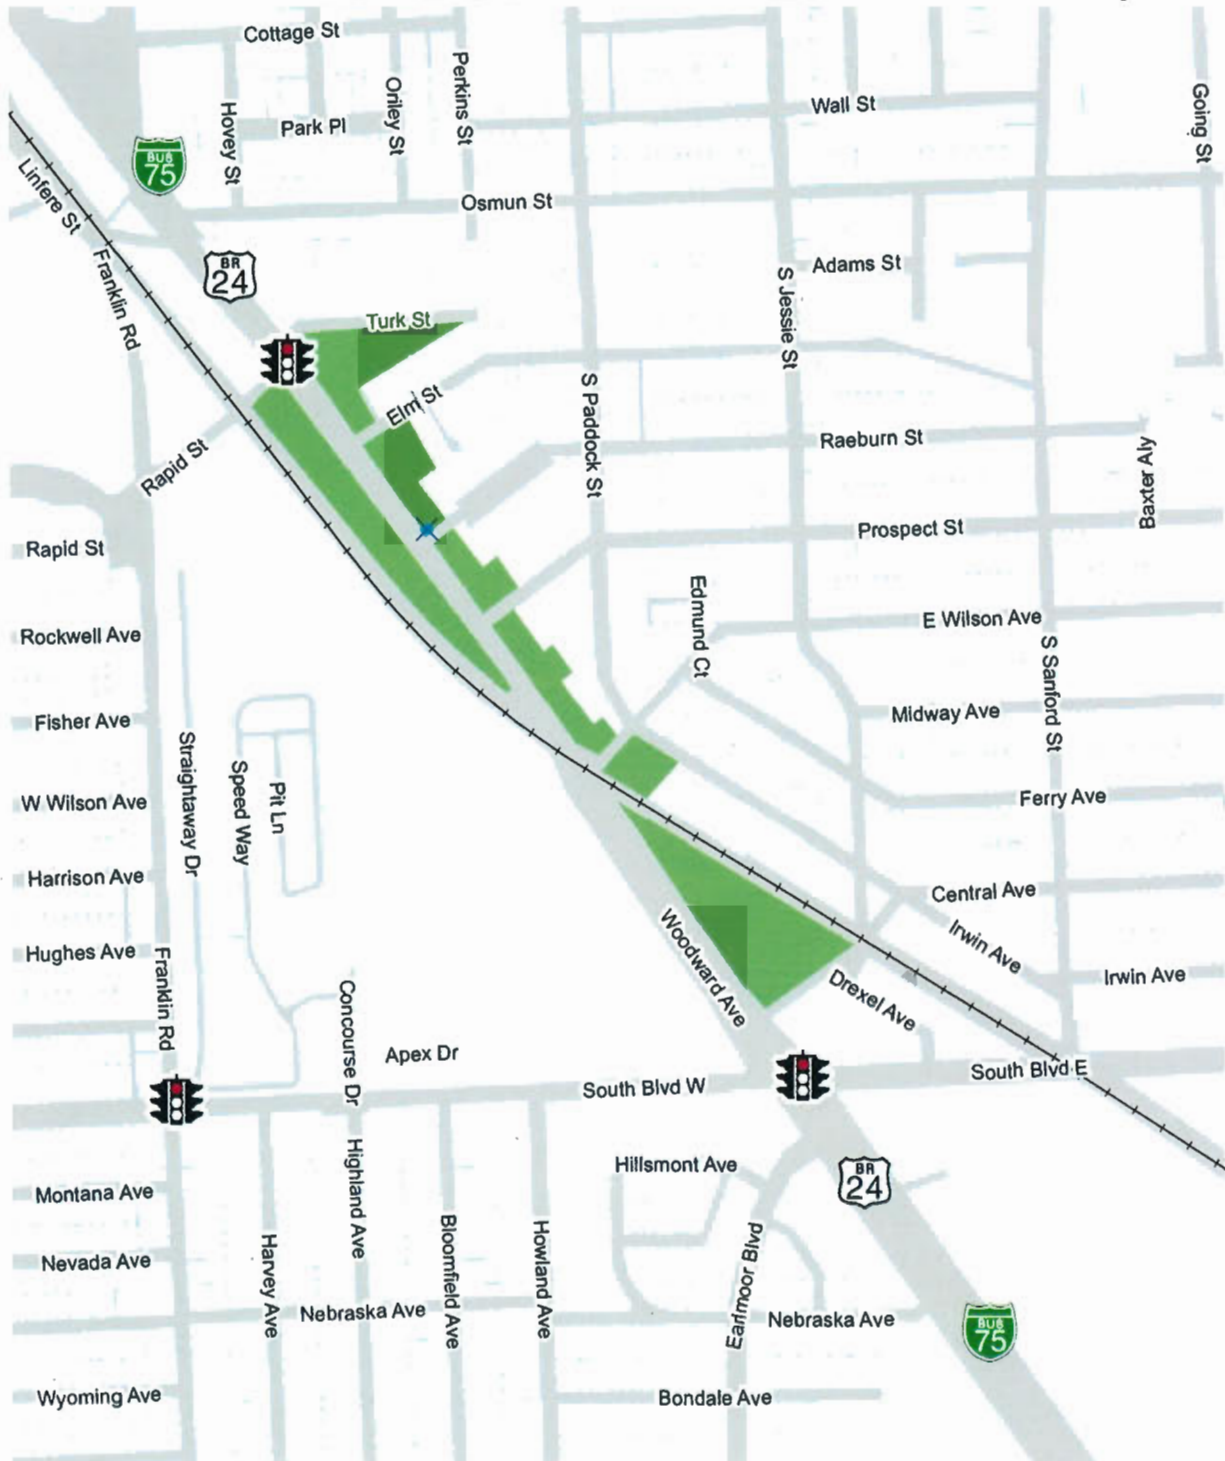 Cottage St
Perkins St
Oriley St
Hovey St
Park Pl
Wall St
Going St
BUB
75
Linfere St
Osmun St
Franklin Rd
BR
24
Adams St
S Jessie St
Turk St
Elm St
S Paddock St
Raeburn St
Rapid St
Baxter Aly
Prospect St
Rapid St
Edmund Ct
E Wilson Ave
Rockwell Ave
S Sanford St
Midway Ave
Fisher Ave
Straightaway Dr
Speed Way
Pit Ln
W Wilson Ave
Ferry Ave
Harrison Ave
Central Ave
Woodward Ave
Irwin Ave
Hughes Ave
Franklin Rd
Irwin Ave
Drexel Ave
Concourse Dr
Apex Dr
South Blvd W
South Blvd E
Highland Ave
Hillsmont Ave
BR
24
Montana Ave
Harvey Ave
Bloomfield Ave
Howland Ave
Earlmoor Blvd
Nevada Ave
Nebraska Ave
Nebraska Ave
BUB
75
Wyoming Ave
Bondale Ave